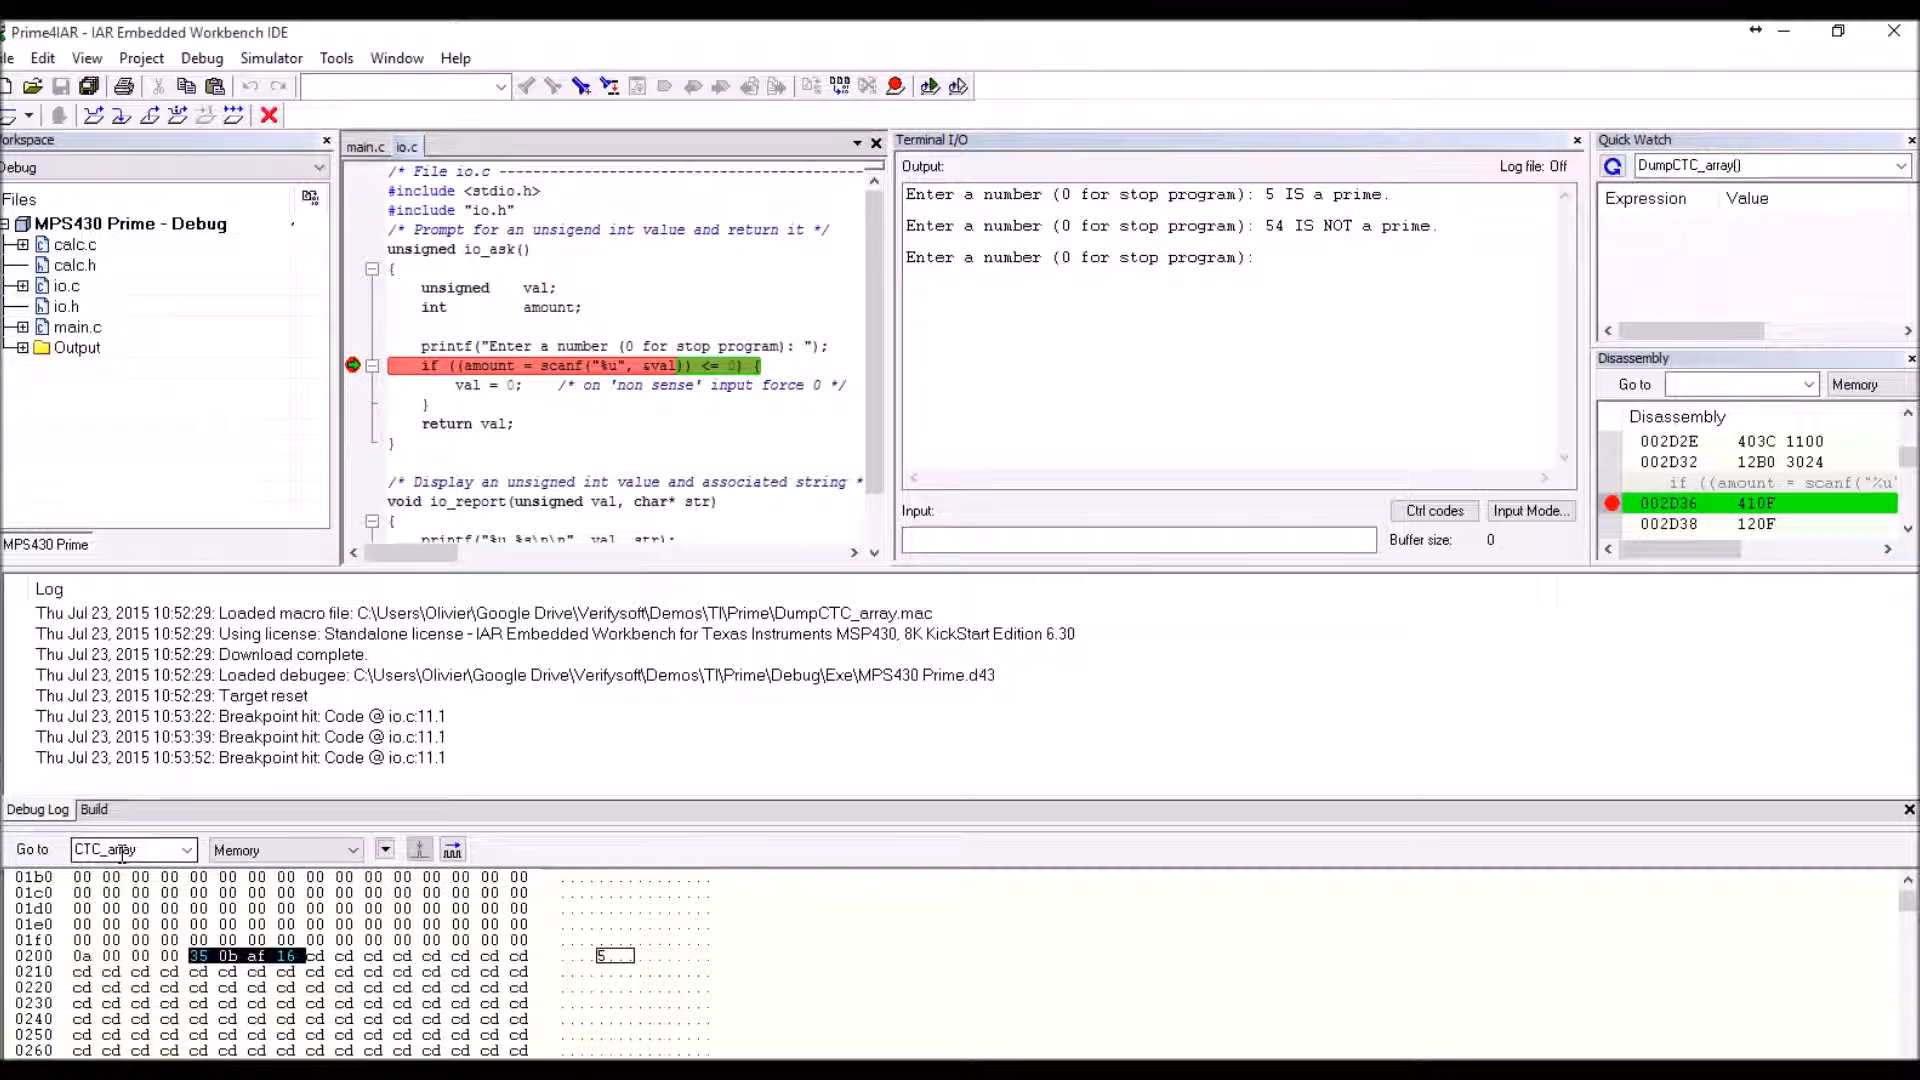 Prime4IAR - IAR Embedded Workbench IDE
le Edit View Project Debug Simulator Tools Window Help
orkspace
ebug
Files
MPS430 Prime - Debug
calc.c
calc.h
io.c
io.h
main.c
Output
MPS430 Prime
main.c io.c
/* File io.c -------------------------------------------
#include <stdio.h>
#include "io.h"
/* Prompt for an unsigend int value and return it */
unsigned io_ask()
{
unsigned val;
int amount;
printf("Enter a number (0 for stop program): ");
if ((amount = scanf("%u", &val)) <= 0) {
val = 0; /* on 'non sense' input force 0 */
}
return val;
}
/* Display an unsigned int value and associated string *
void io_report(unsigned val, char* str)
{
printf("%u %s\n\n", val, str);
Terminal I/O
Output: Log file: Off
Enter a number (0 for stop program): 5 IS a prime.
Enter a number (0 for stop program): 54 IS NOT a prime.
Enter a number (0 for stop program):
Input: Ctrl codes Input Mode...
Buffer size: 0
Quick Watch
DumpCTC_array()
Expression Value
Disassembly
Go to Memory
Disassembly
002D2E 403C 1100
002D32 12B0 3024
if ((amount = scanf("%u"
002D36 410F
002D38 120F
Log
Thu Jul 23, 2015 10:52:29: Loaded macro file: C:\Users\Olivier\Google Drive\Verifysoft\Demos\TI\Prime\DumpCTC_array.mac
Thu Jul 23, 2015 10:52:29: Using license: Standalone license - IAR Embedded Workbench for Texas Instruments MSP430, 8K KickStart Edition 6.30
Thu Jul 23, 2015 10:52:29: Download complete.
Thu Jul 23, 2015 10:52:29: Loaded debugee: C:\Users\Olivier\Google Drive\Verifysoft\Demos\TI\Prime\Debug\Exe\MPS430 Prime.d43
Thu Jul 23, 2015 10:52:29: Target reset
Thu Jul 23, 2015 10:53:22: Breakpoint hit: Code @ io.c:11.1
Thu Jul 23, 2015 10:53:39: Breakpoint hit: Code @ io.c:11.1
Thu Jul 23, 2015 10:53:52: Breakpoint hit: Code @ io.c:11.1
Debug Log Build
Go to CTC_array Memory
01b0 00 00 00 00 00 00 00 00 00 00 00 00 00 00 00 00 ................
01c0 00 00 00 00 00 00 00 00 00 00 00 00 00 00 00 00 ................
01d0 00 00 00 00 00 00 00 00 00 00 00 00 00 00 00 00 ................
01e0 00 00 00 00 00 00 00 00 00 00 00 00 00 00 00 00 ................
01f0 00 00 00 00 00 00 00 00 00 00 00 00 00 00 00 00 ................
0200 0a 00 00 00 35 0b af 16 cd cd cd cd cd cd cd cd ....5...........
0210 cd cd cd cd cd cd cd cd cd cd cd cd cd cd cd cd ................
0220 cd cd cd cd cd cd cd cd cd cd cd cd cd cd cd cd ................
0230 cd cd cd cd cd cd cd cd cd cd cd cd cd cd cd cd ................
0240 cd cd cd cd cd cd cd cd cd cd cd cd cd cd cd cd ................
0250 cd cd cd cd cd cd cd cd cd cd cd cd cd cd cd cd ................
0260 cd cd cd cd cd cd cd cd cd cd cd cd cd cd cd cd ................